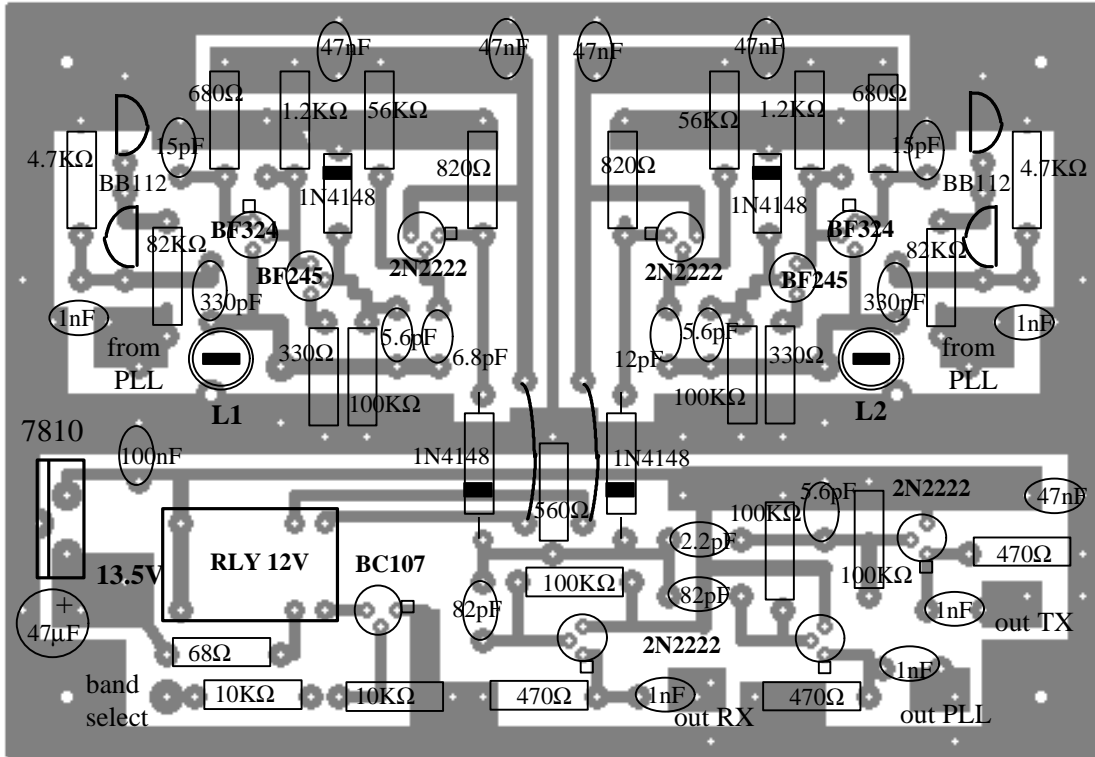 47nF 47nF 47nF 47nF
680Ω 1.2KΩ 56KΩ 56KΩ 1.2KΩ 680Ω
15pF 15pF
4.7KΩ 820Ω 820Ω 4.7KΩ
BB112 1N4148 1N4148 BB112
BF324 BF324
82KΩ 82KΩ
BF245 2N2222 2N2222 BF245
330pF 330pF
1nF 1nF
from
PLL
330Ω 5.6pF 5.6pF 330Ω
from
PLL
6.8pF 12pF
100KΩ 100KΩ
L1 L2
7810
100nF 1N4148 1N4148
2N2222
5.6pF 47nF
560Ω 100KΩ
2.2pF
RLY 12V BC107
13.5V 100KΩ 100KΩ 470Ω
82pF 82pF
+
47µF
1nF
out TX
68Ω 2N2222
1nF
band
select
10KΩ 10KΩ 470Ω 1nF 470Ω
out RX out PLL